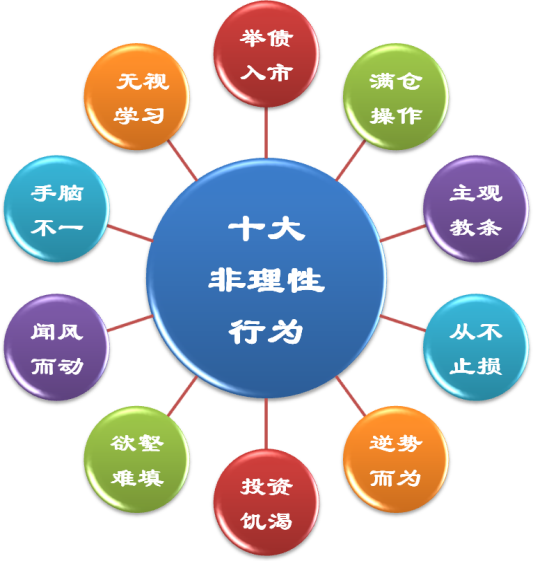 十大
非理性
行为
举债
入市
满仓
操作
主观
教条
从不
止损
逆势
而为
投资
饥渴
欲壑
难填
闻风
而动
手脑
不一
无视
学习